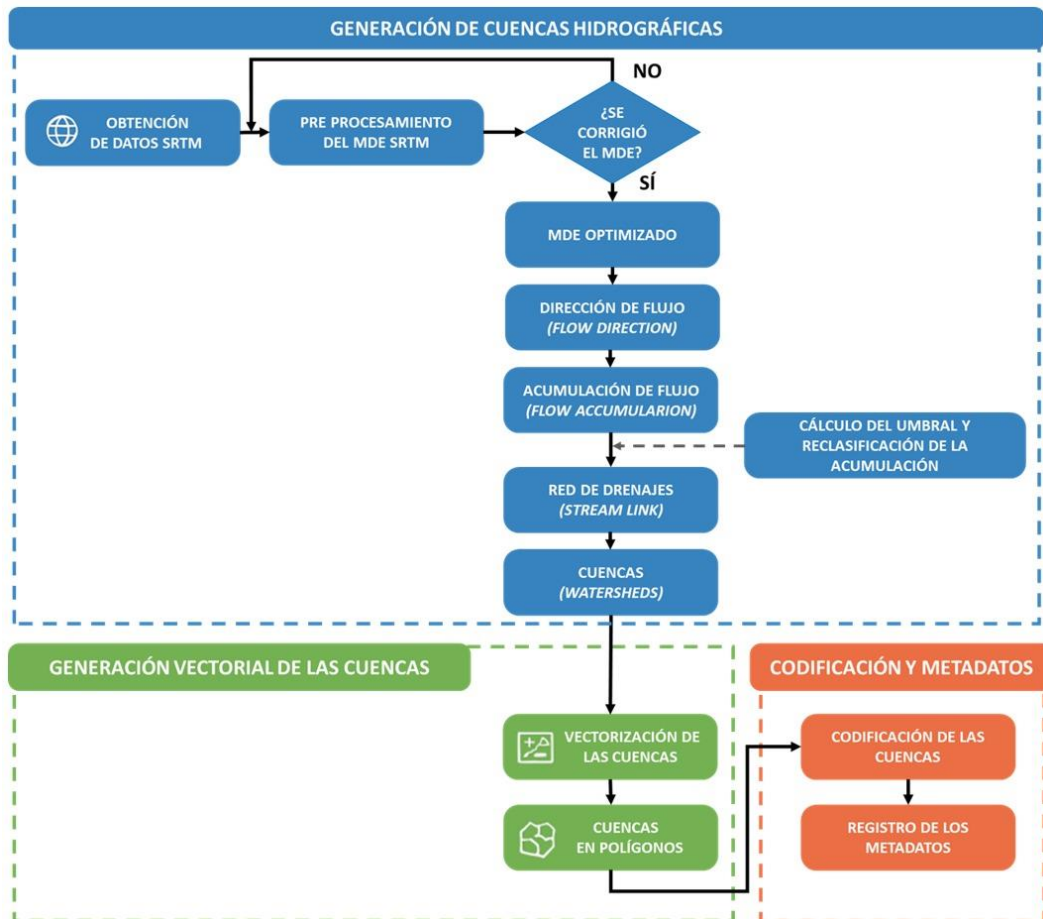 GENERACIÓN DE CUENCAS HIDROGRÁFICAS
NO
OBTENCIÓN
DE DATOS SRTM
PRE PROCESAMIENTO
DEL MDE SRTM
¿SE
CORRIGIÓ
EL MDE?
SÍ
MDE OPTIMIZADO
DIRECCIÓN DE FLUJO
(FLOW DIRECTION)
ACUMULACIÓN DE FLUJO
(FLOW ACCUMULARION)
CÁLCULO DEL UMBRAL Y
RECLASIFICACIÓN DE LA
ACUMULACIÓN
RED DE DRENAJES
(STREAM LINK)
CUENCAS
(WATERSHEDS)
GENERACIÓN VECTORIAL DE LAS CUENCAS
VECTORIZACIÓN DE
LAS CUENCAS
CUENCAS
EN POLÍGONOS
CODIFICACIÓN Y METADATOS
CODIFICACIÓN DE LAS
CUENCAS
REGISTRO DE LOS
METADATOS